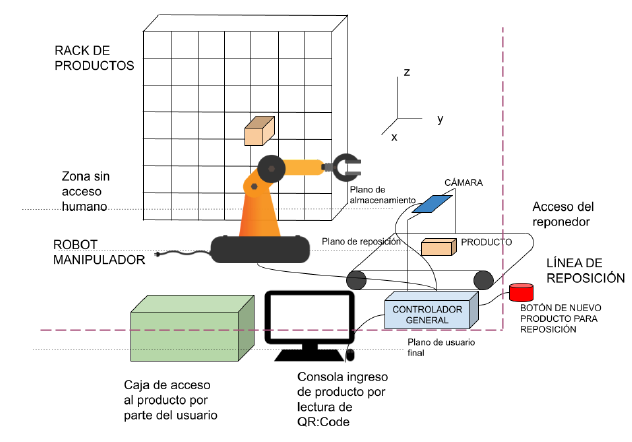 RACK DE
PRODUCTOS
z
y
x
Zona sin
acceso
humano
Plano de
almacenamiento
CÁMARA
Acceso del
reponedor
ROBOT
MANIPULADOR
Plano de reposición
PRODUCTO
LÍNEA DE
REPOSICIÓN
CONTROLADOR
GENERAL
BOTÓN DE NUEVO
PRODUCTO PARA
REPOSICIÓN
Plano de usuario
final
Caja de acceso
al producto por
parte del usuario
Consola ingreso
de producto por
lectura de
QR:Code